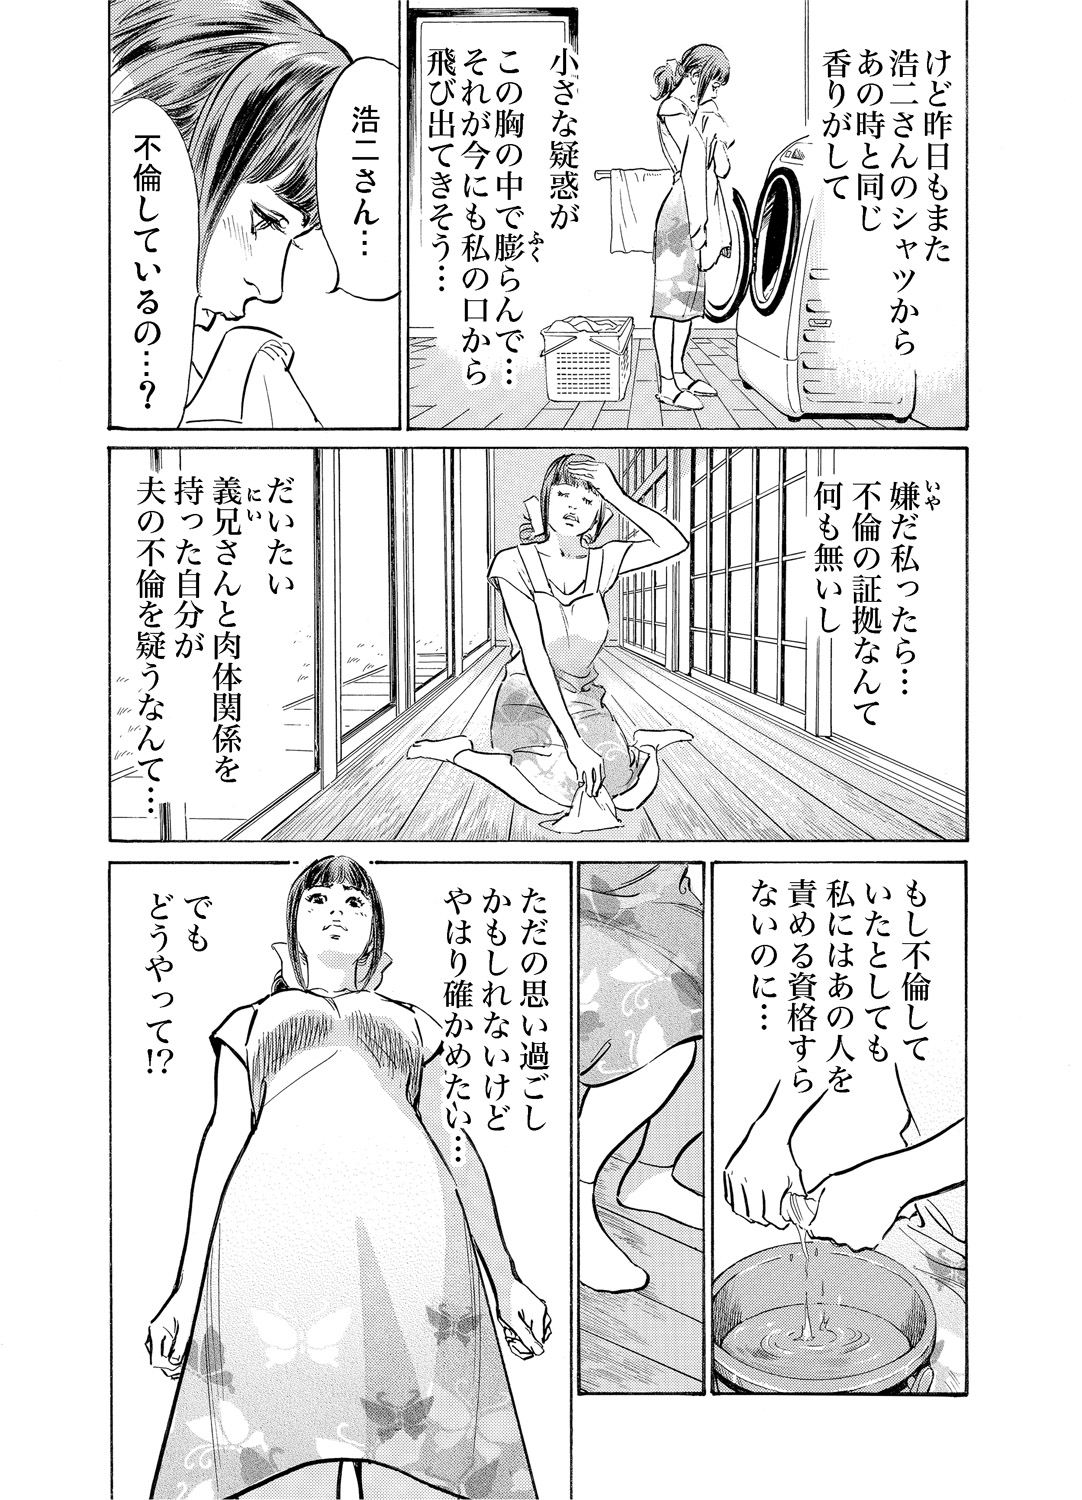 けど昨日もまた
浩二さんのシャツから
あの時と同じ
香りがして
小さな疑惑が
この胸の中で膨らんで…
ふく
それが今にも私の口から
飛び出てきそう…
浩二さん…
不倫しているの…?
嫌だ私ったら…
いや
不倫の証拠なんて
何も無いし
だいたい
義兄さんと肉体関係を
にい
持った自分が
夫の不倫を疑うなんて…
もし不倫して
いたとしても
私にはあの人を
責める資格すら
ないのに…
ただの思い過ごし
かもしれないけど
やはり確かめたい…
でも
どうやって!?